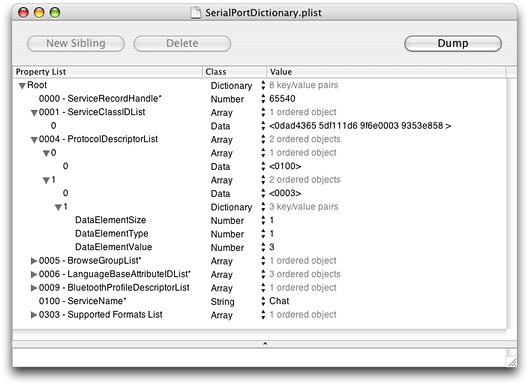 SerialPortDictionary.plist
New Sibling Delete Dump
Property List Class Value
Root Dictionary 8 key/value pairs
0000 - ServiceRecordHandle* Number 65540
0001 - ServiceClassIDList Array 1 ordered object
0 Data <0dad4365 5df111d6 9f6e0003 9353e858 >
0004 - ProtocolDescriptorList Array 2 ordered objects
0 Array 1 ordered object
0 Data <0100>
1 Array 2 ordered objects
0 Data <0003>
1 Dictionary 3 key/value pairs
DataElementSize Number 1
DataElementType Number 1
DataElementValue Number 3
0005 - BrowseGroupList* Array 1 ordered object
0006 - LanguageBaseAttributeIDList* Array 3 ordered objects
0009 - BluetoothProfileDescriptorList Array 1 ordered object
0100 - ServiceName* String Chat
0303 - Supported Formats List Array 1 ordered object